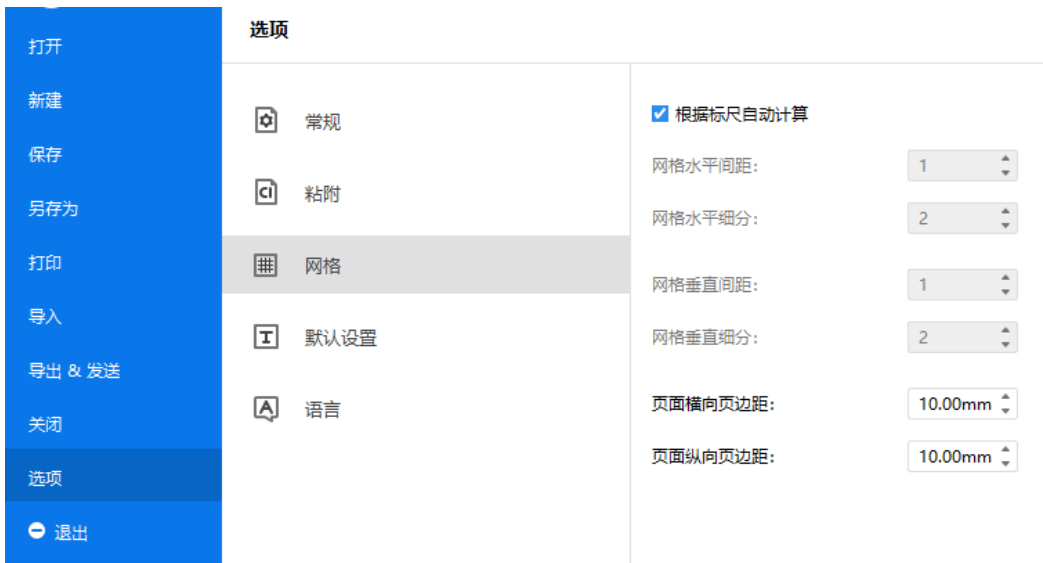 打开
新建
保存
另存为
打印
导入
导出 & 发送
关闭
选项
退出
选项
常规
粘附
网格
默认设置
语言
根据标尺自动计算
网格水平间距: 1
网格水平细分: 2
网格垂直间距: 1
网格垂直细分: 2
页面横向页边距: 10.00mm
页面纵向页边距: 10.00mm